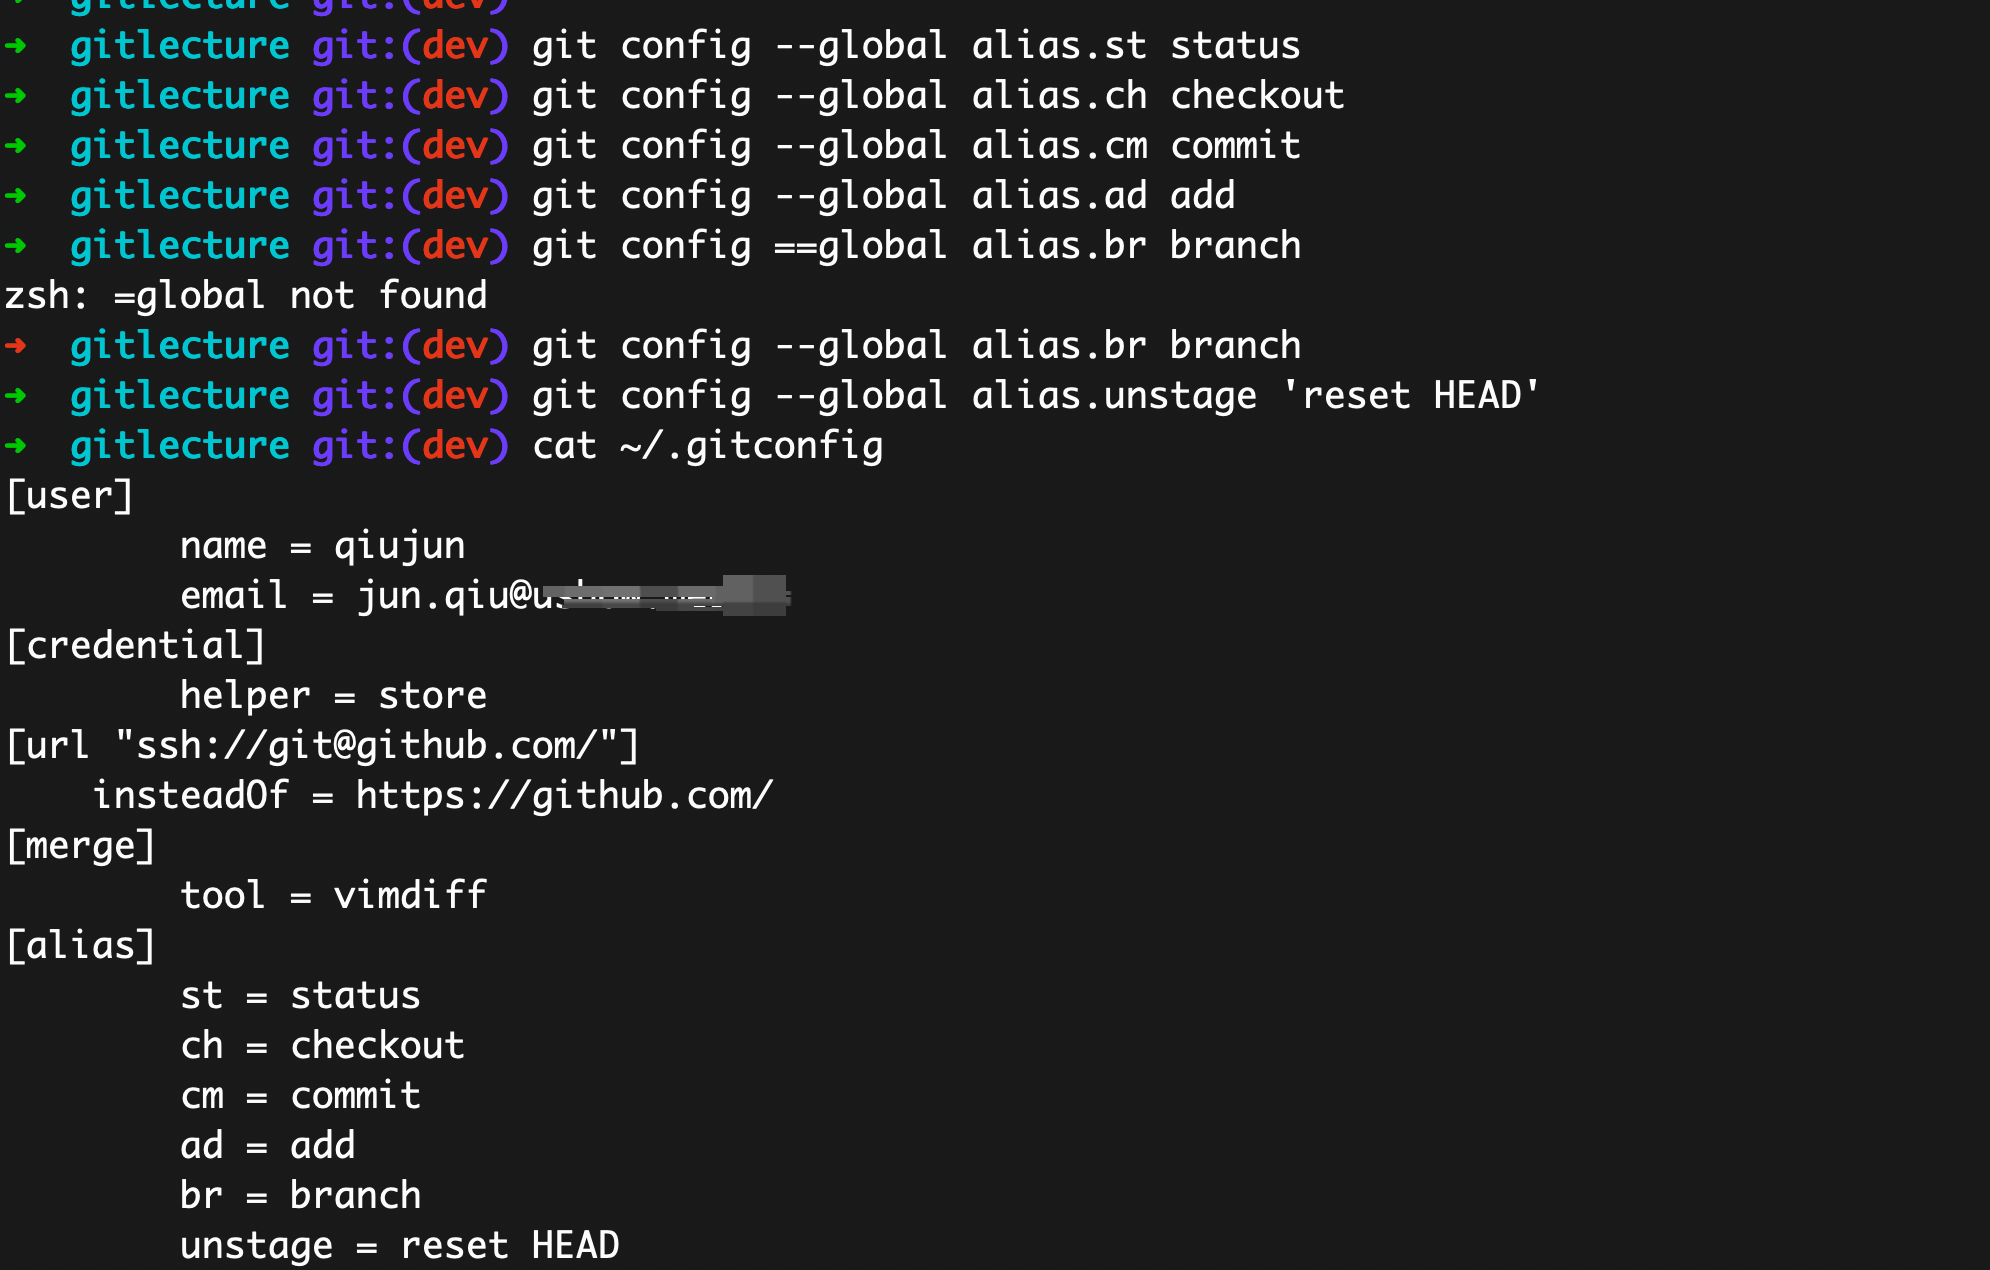 ➜ gitlecture git:(dev)
➜ gitlecture git:(dev) git config --global alias.st status
➜ gitlecture git:(dev) git config --global alias.ch checkout
➜ gitlecture git:(dev) git config --global alias.cm commit
➜ gitlecture git:(dev) git config --global alias.ad add
➜ gitlecture git:(dev) git config ==global alias.br branch
zsh: =global not found
➜ gitlecture git:(dev) git config --global alias.br branch
➜ gitlecture git:(dev) git config --global alias.unstage 'reset HEAD'
➜ gitlecture git:(dev) cat ~/.gitconfig
[user]
name = qiujun
email = jun.qiu@
[credential]
helper = store
[url "ssh://git@github.com/"]
insteadOf = https://github.com/
[merge]
tool = vimdiff
[alias]
st = status
ch = checkout
cm = commit
ad = add
br = branch
unstage = reset HEAD